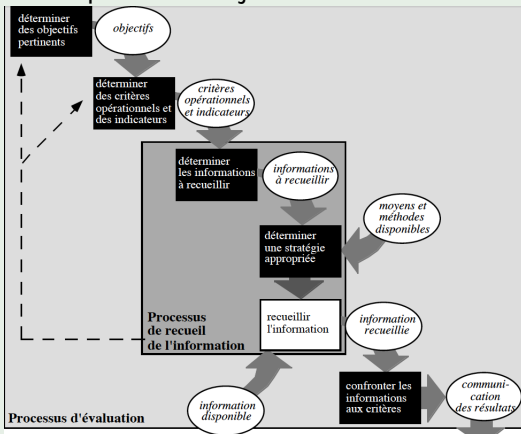 déterminer
des objectifs
pertinents
objectifs
déterminer
des critères
opérationnels et
des indicateurs
critères
opérationnels
et indicateurs
déterminer
les informations
à recueillir
informations
à recueillir
moyens et
méthodes
disponibles
déterminer
une stratégie
appropriée
Processus
de recueil
de l'information
recueillir
l'information
information
recueillie
confronter les
informations
aux critères
communi-
cation
des résultats
information
disponible
Processus d'évaluation